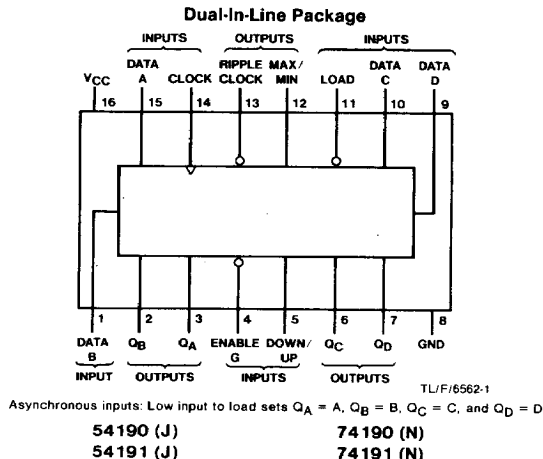 Dual-In-Line Package
INPUTS OUTPUTS INPUTS
DATA RIPPLE MAX/ DATA DATA
A CLOCK CLOCK MIN LOAD C D
VCC
16 15 14 13 12 11 10 9
1 2 3 4 5 6 7 8
DATA QB QA ENABLE DOWN/ QC QD GND
B G UP
INPUT OUTPUTS INPUTS OUTPUTS
TL/F/6562-1
Asynchronous inputs: Low input to load sets QA = A, QB = B, QC = C, and QD = D
54190 (J) 74190 (N)
54191 (J) 74191 (N)